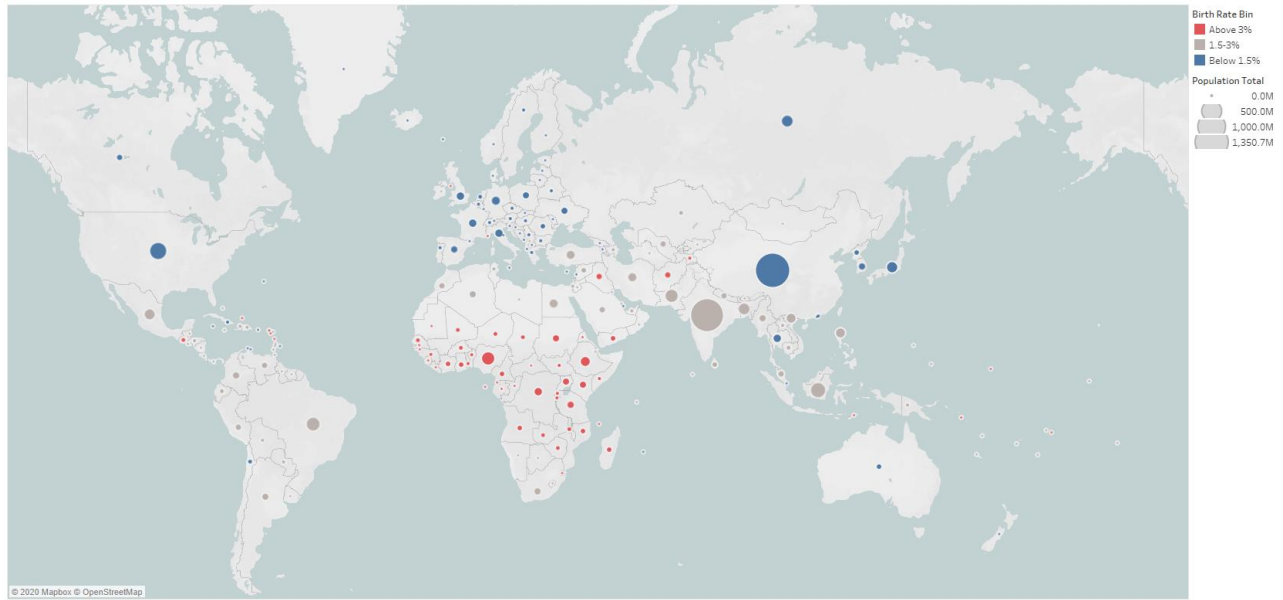 Birth Rate Bin
Above 3%
1.5-3%
Below 1.5%
Population Total
0.0M
500.0M
1,000.0M
1,350.7M
© 2020 Mapbox © OpenStreetMap